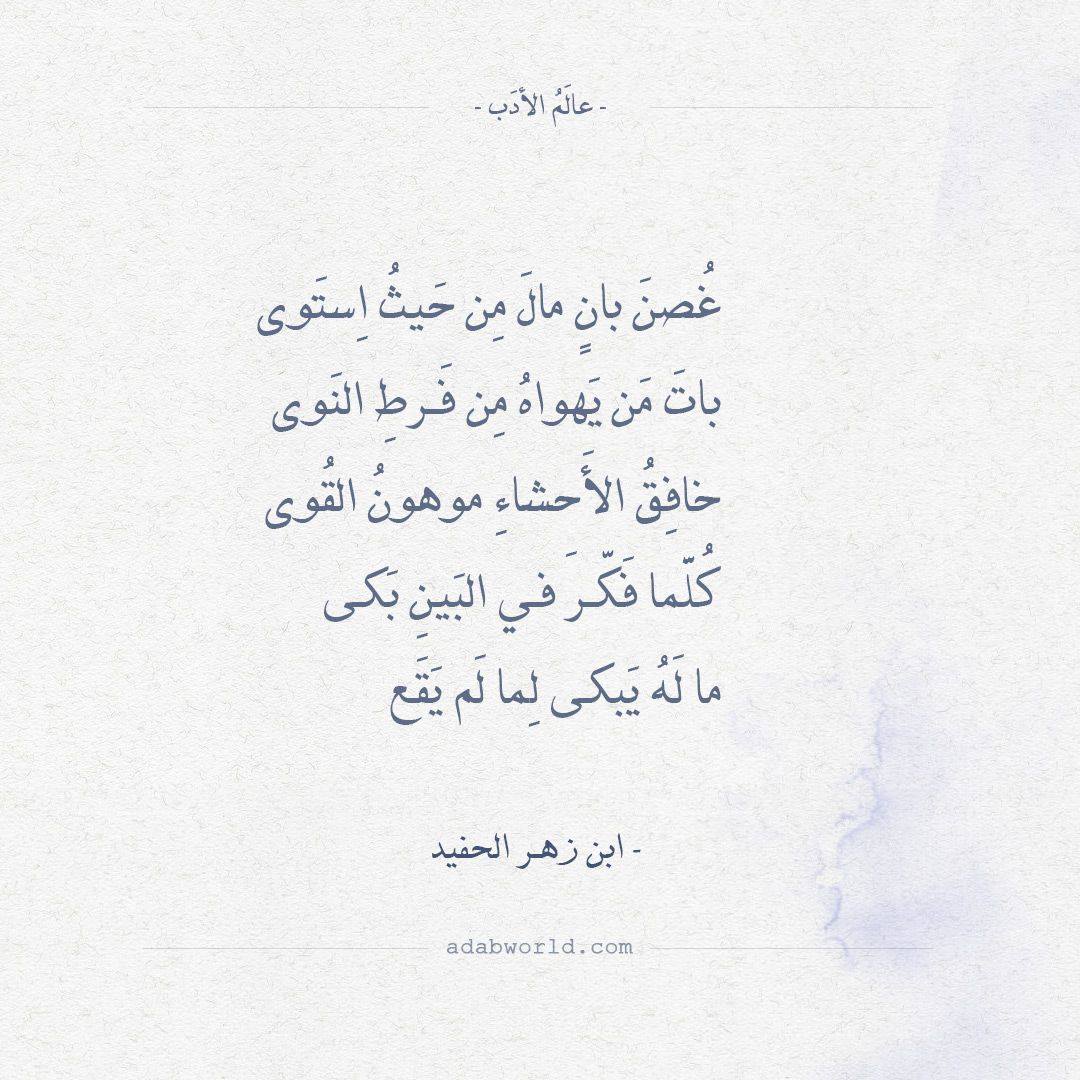 - عالَمُ الأدَب -
غُصنَ بانٍ مالَ مِن حَيثُ اِستَوى
باتَ مَن يَهواهُ مِن فَرطِ النَوى
خافِقُ الأَحشاءِ موهونُ القُوى
كُلّما فَكّرَ في البَينِ بَكى
ما لَهُ يَبكى لِما لَم يَقَع
- ابن زهر الحفيد
adabworld.com